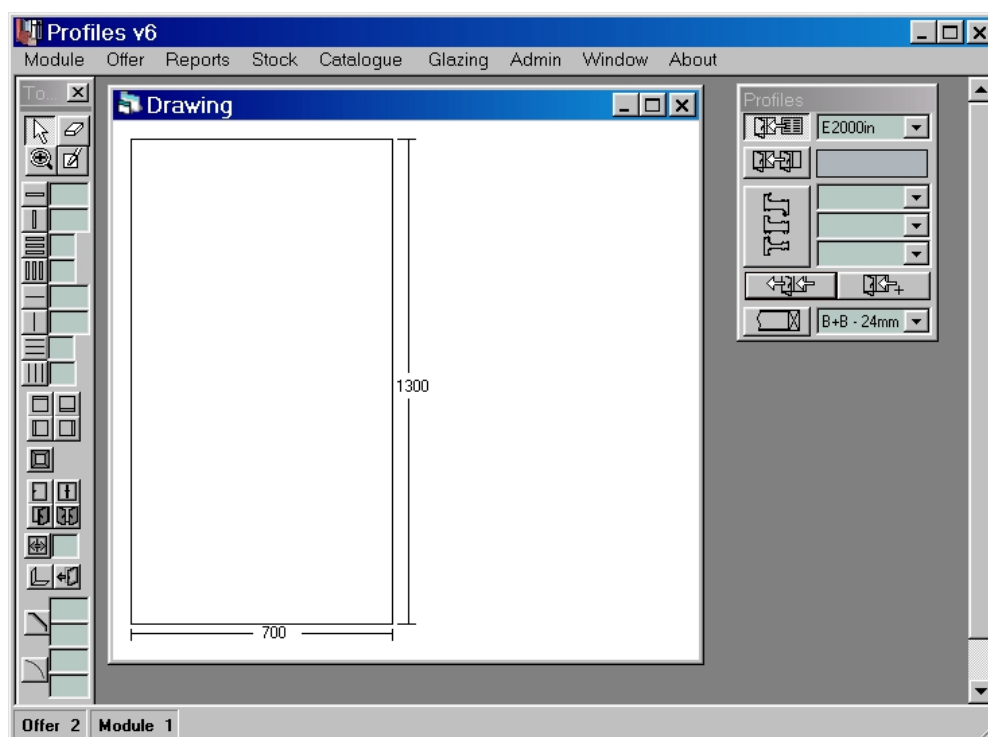 Profiles v6
Module Offer Reports Stock Catalogue Glazing Admin Window About
To...
Drawing
Profiles
E2000in
1300
B+B - 24mm
700
Offer 2 Module 1